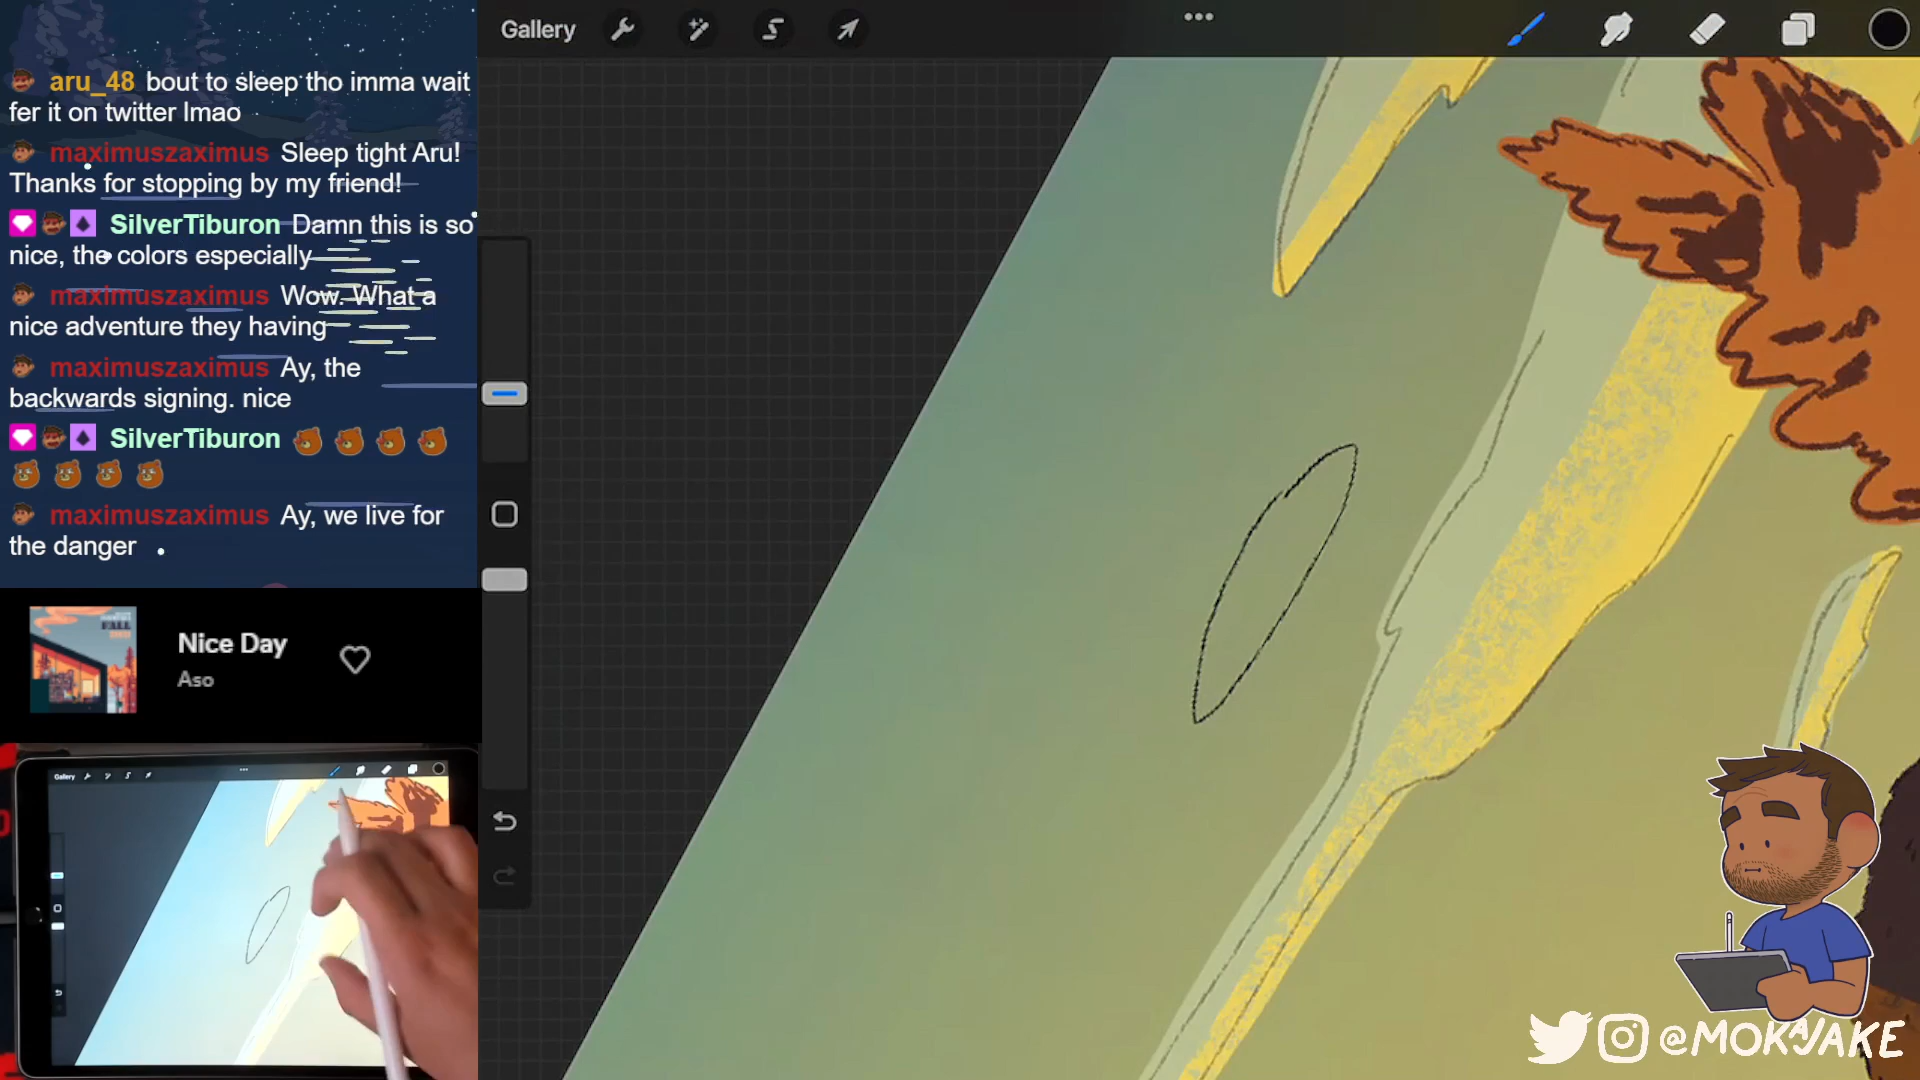 Gallery
aru_48 bout to sleep tho imma wait
fer it on twitter lmao
maximuszaximus Sleep tight Aru!
Thanks for stopping by my friend!
SilverTiburon Damn this is so
nice, the colors especially
maximuszaximus Wow. What a
nice adventure they having
maximuszaximus Ay, the
backwards signing. nice
SilverTiburon
maximuszaximus Ay, we live for
the danger
FALL
Nice Day
Aso
Gallery
@MOKAJAKE